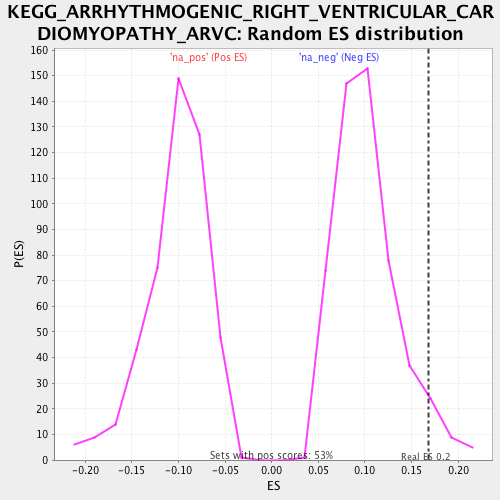 KEGG_ARRHYTHMOGENIC_RIGHT_VENTRICULAR_CAR
DIOMYOPATHY_ARVC: Random ES distribution
'na_pos' (Pos ES) 'na_neg' (Neg ES)
160
150
140
130
120
110
100
90
80
70
60
50
40
30
20
10
0
P(ES)
Sets with pos scores: 53% Real ES 0.2
-0.20 -0.15 -0.10 -0.05 0.00 0.05 0.10 0.15 0.20
ES